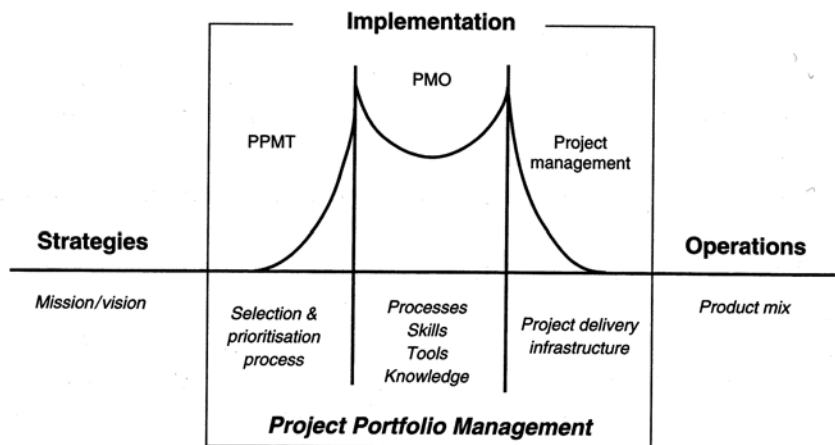 Implementation
PMO
PPMT
Project
management
Strategies
Operations
Mission/vision
Selection &
prioritisation
process
Processes
Skills
Tools
Knowledge
Project delivery
infrastructure
Product mix
Project Portfolio Management